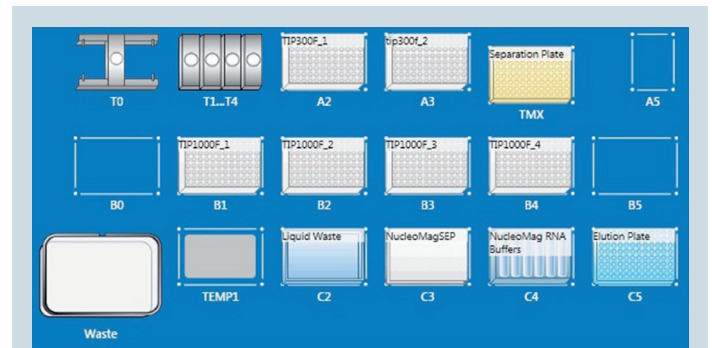 TIP300F_1
tip300f_2
Separation Plate
T0
T1...T4
A2
A3
TMX
A5
TIP1000F_1
TIP1000F_2
TIP1000F_3
TIP1000F_4
B0
B1
B2
B3
B4
B5
Liquid Waste
NucleoMagSEP
NucleoMag RNA
Buffers
Elution Plate
TEMP1
C2
C3
C4
C5
Waste